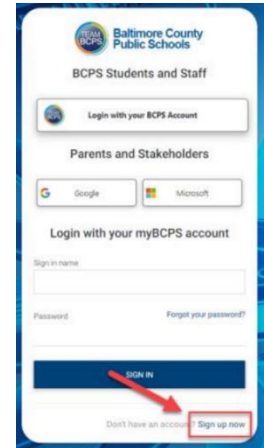 TEAM
BCPS
Baltimore County
Public Schools
BCPS Students and Staff
Login with your BCPS Account
Parents and Stakeholders
Google
Microsoft
Login with your myBCPS account
Sign in name
Password
Forgot your password?
SIGN IN
Don't have an account? Sign up now